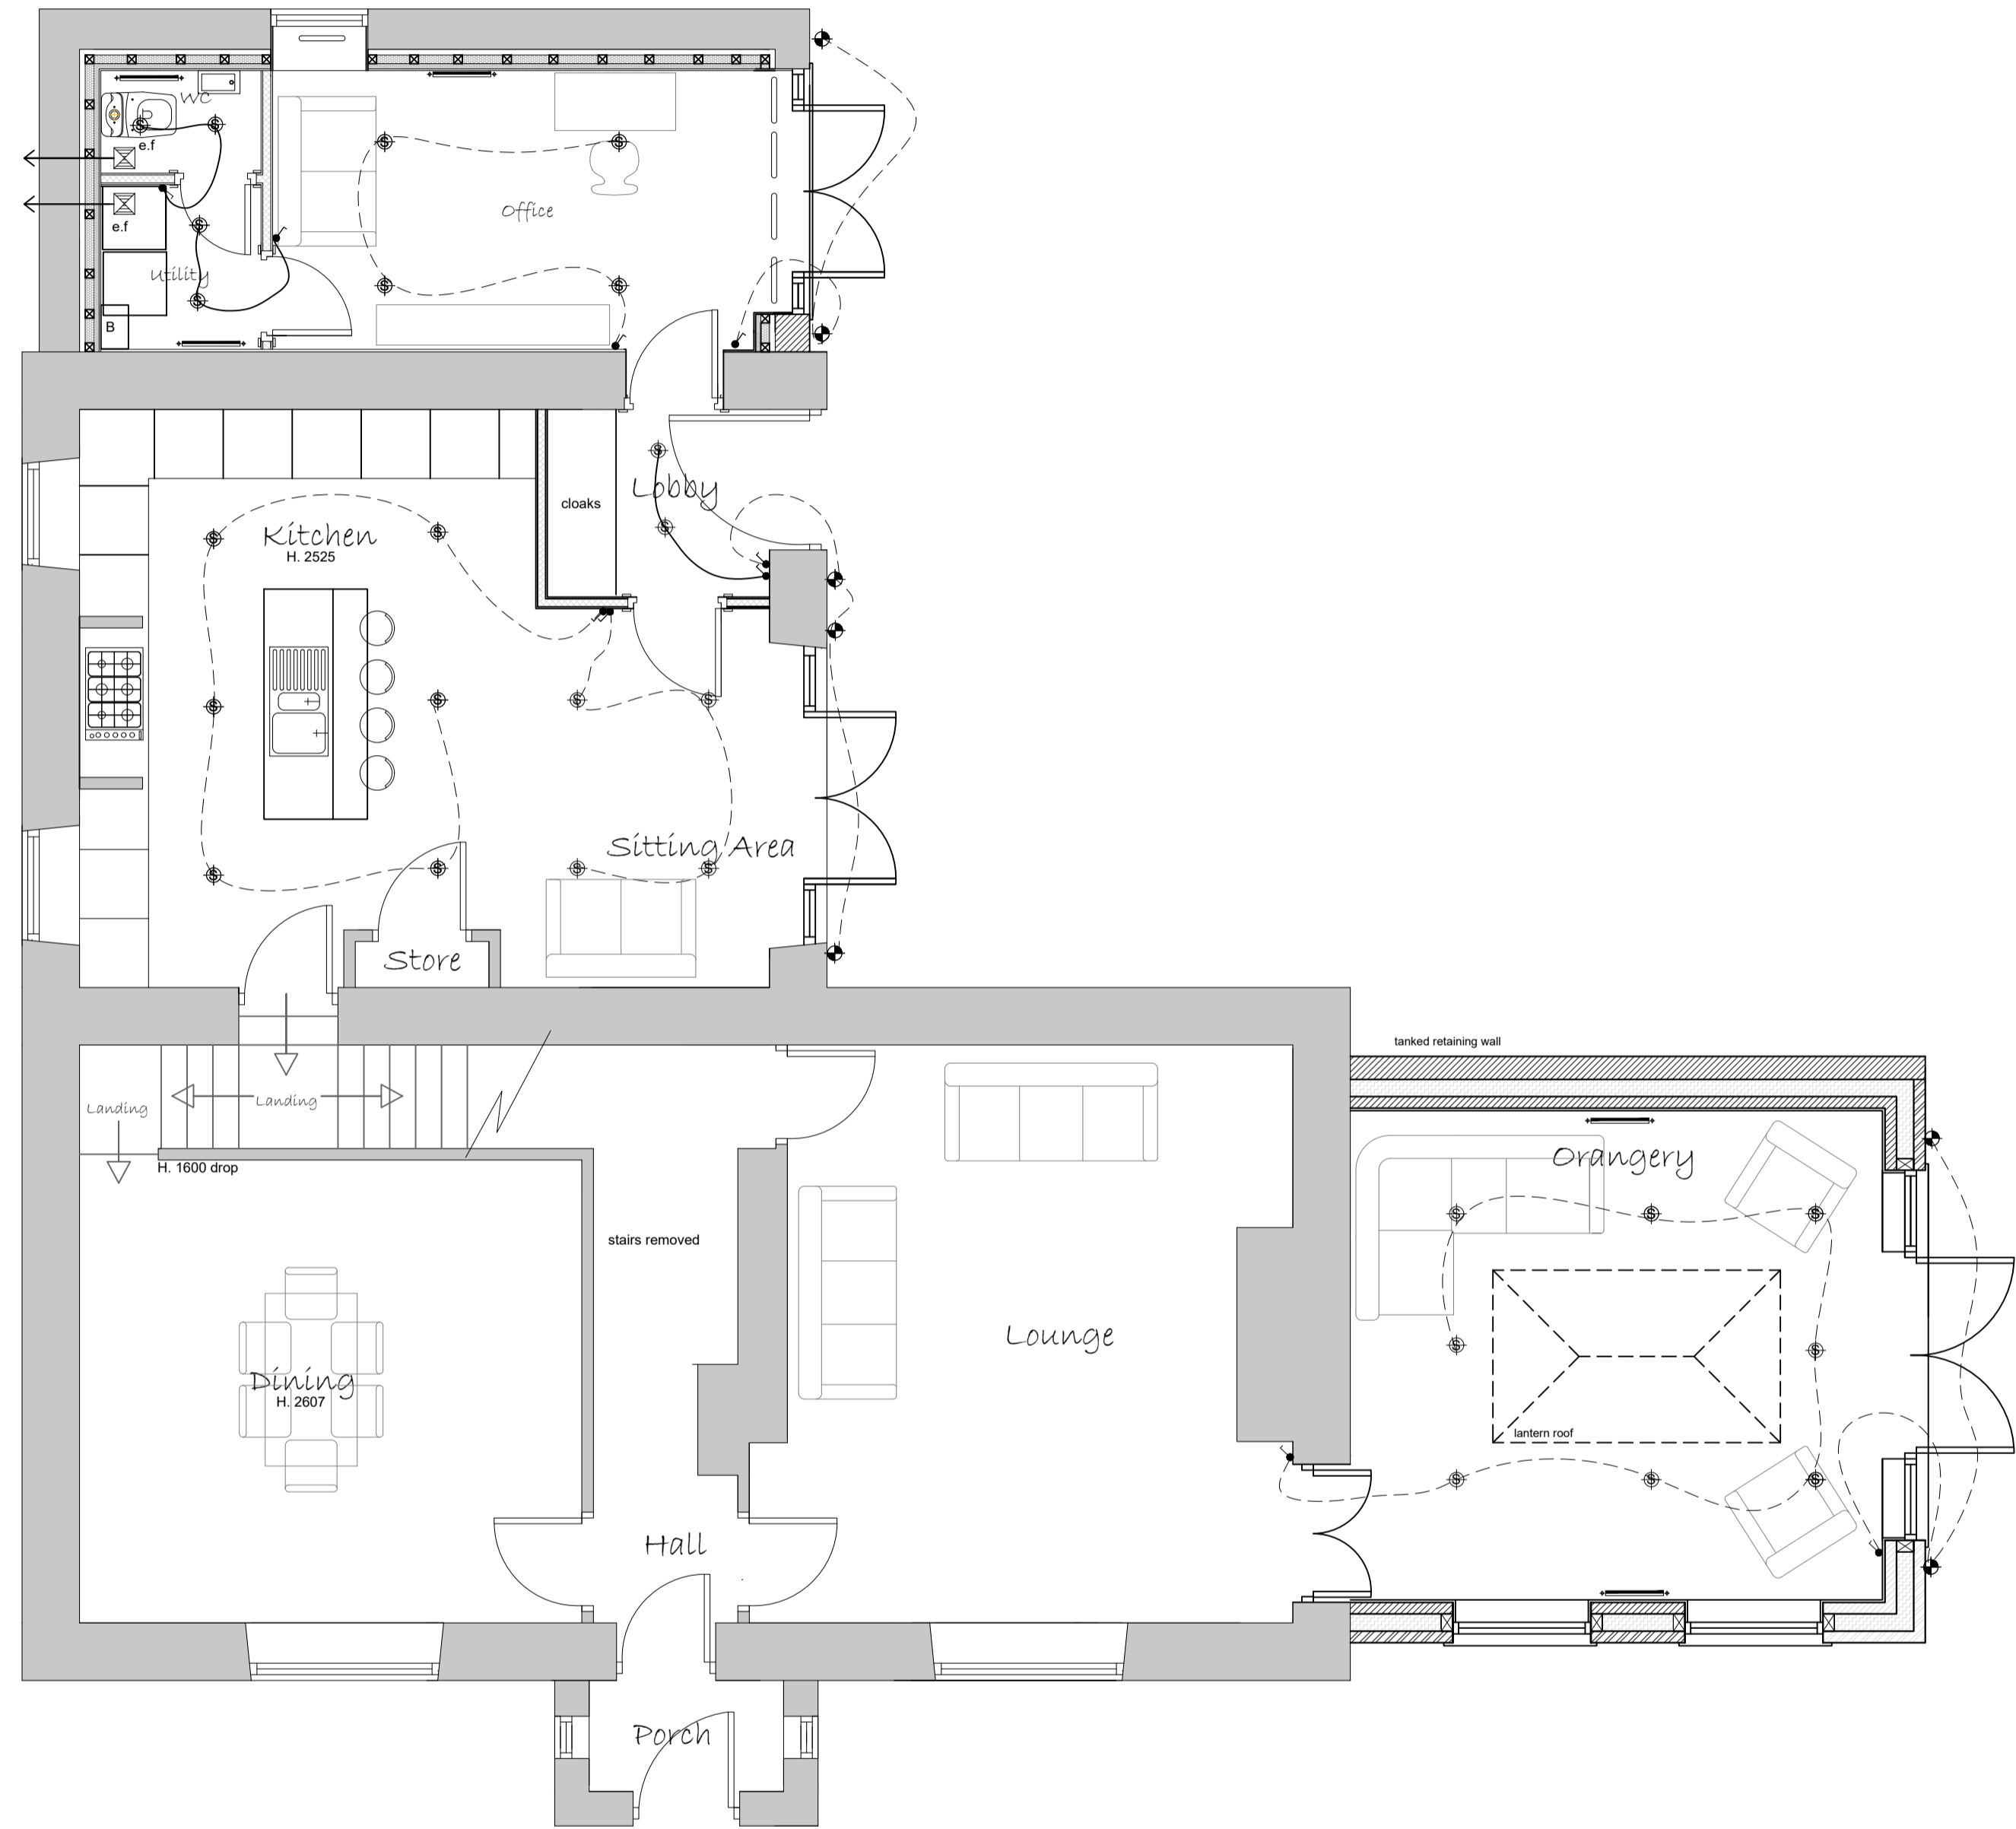 WC
e.f
Office
e.f
Utility
B
Lobby
cloaks
Kitchen
H. 2525
Sitting Area
Store
tanked retaining wall
Landing
Landing
H. 1600 drop
Orangery
stairs removed
Lounge
Dining
H. 2607
lantern roof
Hall
Porch